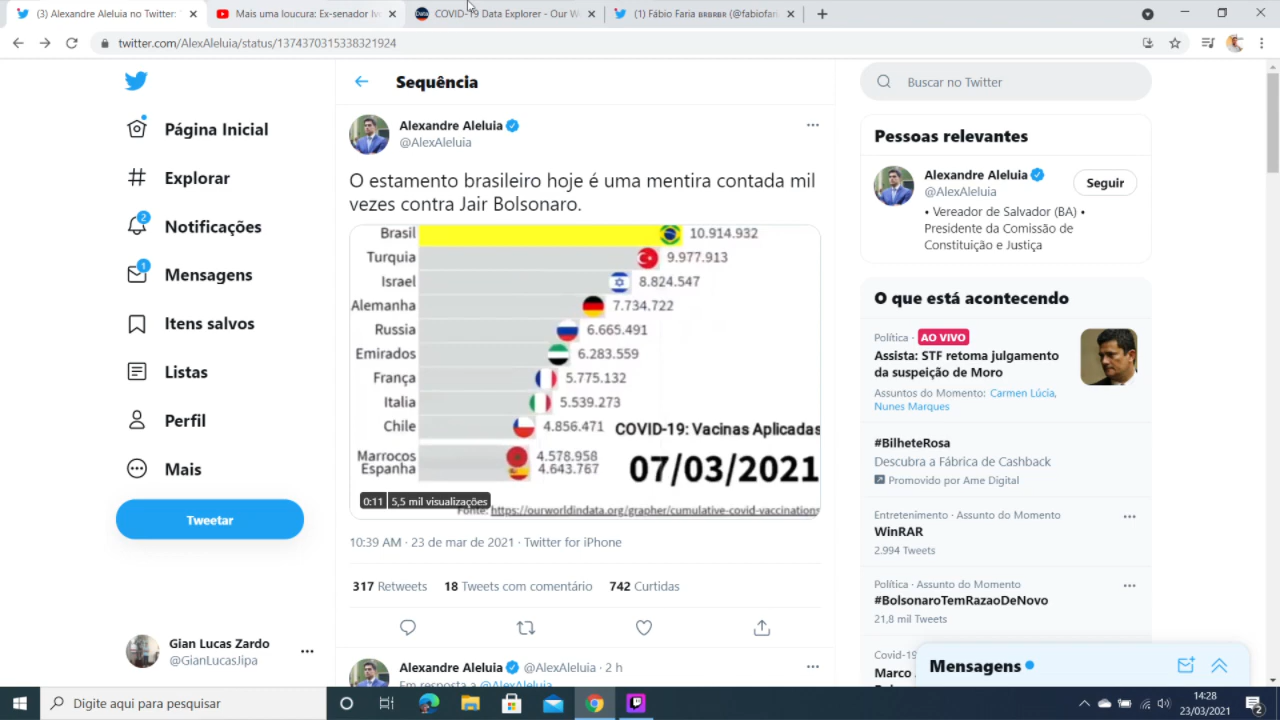 (3) Alexandre Aleluia no Twitter:
Mais uma loucura: Ex-senador Iv
COVID-19 Data Explorer - Our W
(1) Fábio Faria
(@fabiofari
twitter.com/AlexAleluia/status/1374370315338321924
Página Inicial
Explorar
2
Notificações
1
Mensagens
Itens salvos
Listas
Perfil
Mais
Tweetar
Gian Lucas Zardo
@GianLucasJipa
Sequência
Alexandre Aleluia
@AlexAleluia
O estamento brasileiro hoje é uma mentira contada mil
vezes contra Jair Bolsonaro.
Brasil 10.914.932
Turquia 9.977.913
Israel 8.824.547
Alemanha 7.734.722
Russia 6.665.491
Emirados 6.283.559
França 5.775.132
Italia 5.539.273
Chile 4.856.471
COVID-19: Vacinas Aplicadas
Marrocos 4.578.958
Espanha 4.643.767
07/03/2021
0:11 5,5 mil visualizações
Fonte: https://ourworldindata.org/grapher/cumulative-covid-vaccinations
10:39 AM · 23 de mar de 2021 · Twitter for iPhone
317 Retweets 18 Tweets com comentário 742 Curtidas
Alexandre Aleluia @AlexAleluia · 2 h
Em resposta a @AlexAleluia
Buscar no Twitter
Pessoas relevantes
Alexandre Aleluia
@AlexAleluia
Seguir
• Vereador de Salvador (BA) •
Presidente da Comissão de
Constituição e Justiça
O que está acontecendo
Política · AO VIVO
Assista: STF retoma julgamento
da suspeição de Moro
Assuntos do Momento: Carmen Lúcia,
Nunes Marques
#BilheteRosa
Descubra a Fábrica de Cashback
Promovido por Ame Digital
Entretenimento · Assunto do Momento
WinRAR
2.994 Tweets
Política · Assunto do Momento
#BolsonaroTemRazaoDeNovo
21,8 mil Tweets
Covid-19
Marco
Mensagens
Digite aqui para pesquisar
14:28
23/03/2021
2